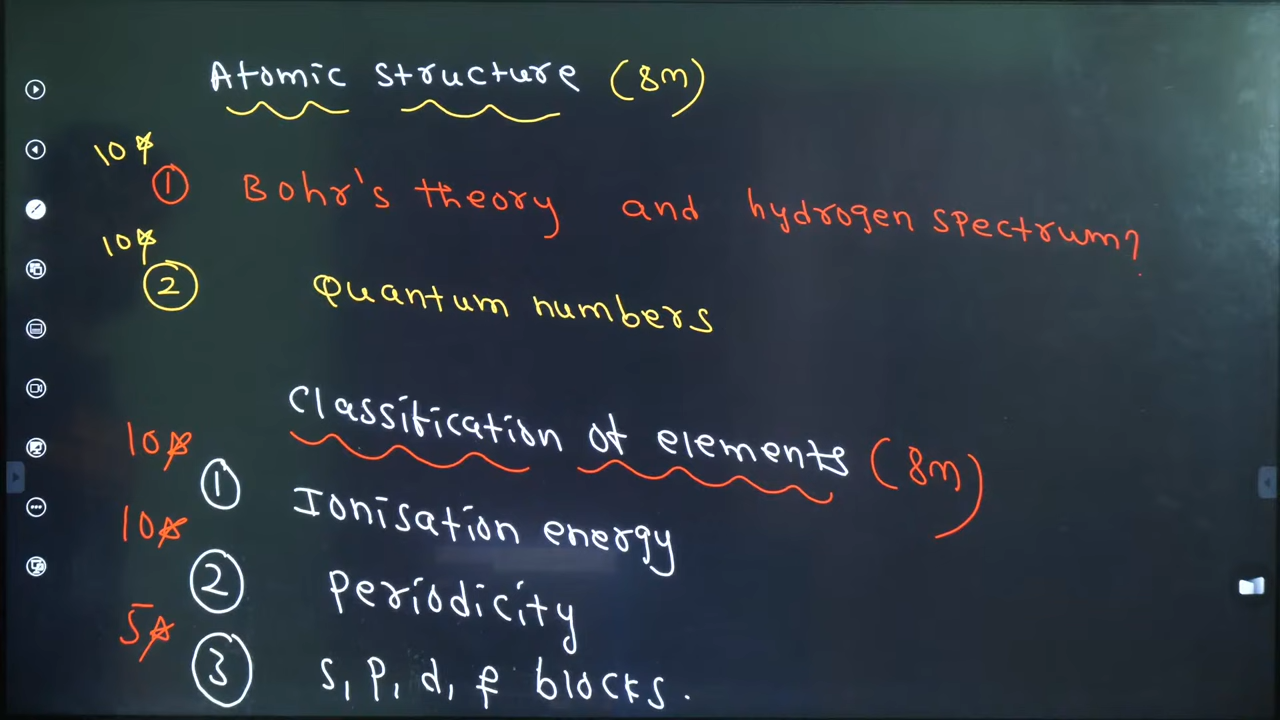 Atomic structure (8m)
10☆
① Bohr's theory and hydrogen spectrum?
10☆
② Quantum numbers
Classification of elements (8m)
10☆
① Ionisation energy
10☆
② Periodicity
5☆
③ s, p, d, f blocks.